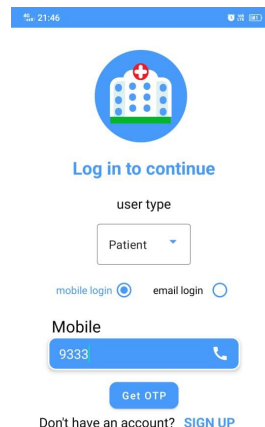 21:46
Log in to continue
user type
Patient
mobile login email login
Mobile
9333
Get OTP
Don't have an account? SIGN UP